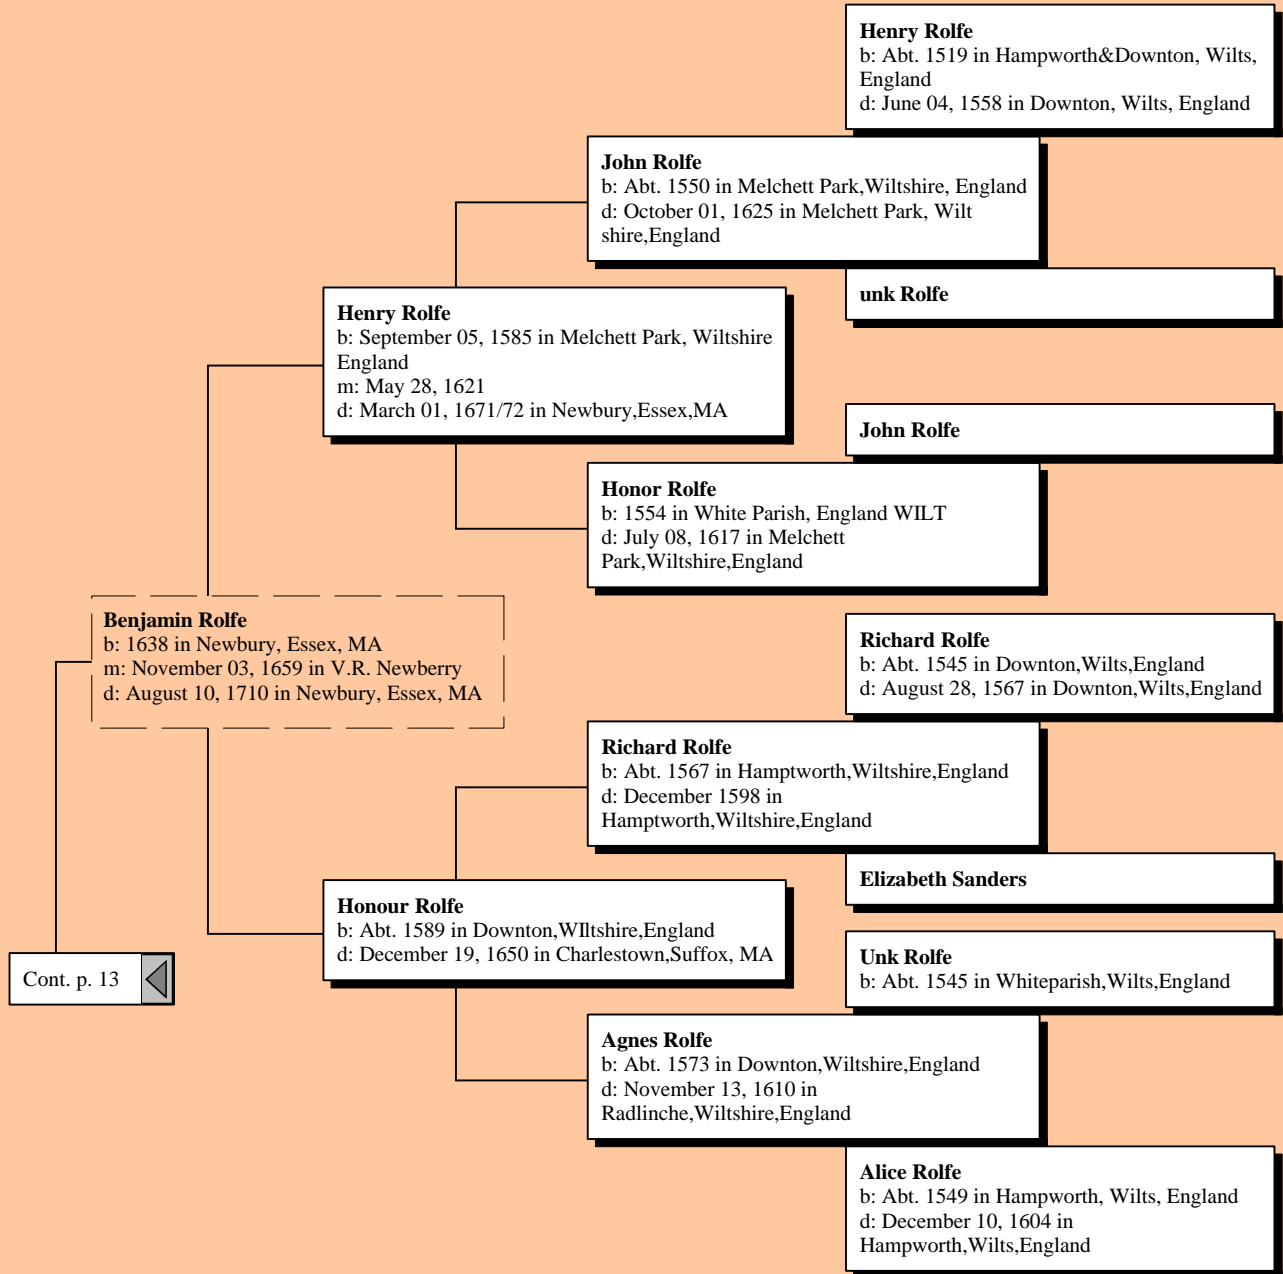 Henry Rolfe
b: Abt. 1519 in Hampworth&Downton, Wilts,
England
d: June 04, 1558 in Downton, Wilts, England
John Rolfe
b: Abt. 1550 in Melchett Park,Wiltshire, England
d: October 01, 1625 in Melchett Park, Wilt
shire,England
unk Rolfe
Henry Rolfe
b: September 05, 1585 in Melchett Park, Wiltshire
England
m: May 28, 1621
d: March 01, 1671/72 in Newbury,Essex,MA
John Rolfe
Honor Rolfe
b: 1554 in White Parish, England WILT
d: July 08, 1617 in Melchett
Park,Wiltshire,England
Benjamin Rolfe
b: 1638 in Newbury, Essex, MA
m: November 03, 1659 in V.R. Newberry
d: August 10, 1710 in Newbury, Essex, MA
Richard Rolfe
b: Abt. 1545 in Downton,Wilts,England
d: August 28, 1567 in Downton,Wilts,England
Richard Rolfe
b: Abt. 1567 in Hamptworth,Wiltshire,England
d: December 1598 in
Hamptworth,Wiltshire,England
Elizabeth Sanders
Honour Rolfe
b: Abt. 1589 in Downton,WIltshire,England
d: December 19, 1650 in Charlestown,Suffox, MA
Cont. p. 13
Unk Rolfe
b: Abt. 1545 in Whiteparish,Wilts,England
Agnes Rolfe
b: Abt. 1573 in Downton,Wiltshire,England
d: November 13, 1610 in
Radlinche,Wiltshire,England
Alice Rolfe
b: Abt. 1549 in Hampworth, Wilts, England
d: December 10, 1604 in
Hampworth,Wilts,England